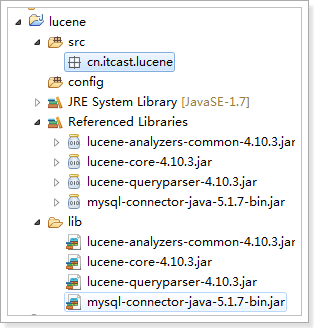 lucene
src
cn.itcast.lucene
config
JRE System Library [JavaSE-1.7]
Referenced Libraries
lucene-analyzers-common-4.10.3.jar
lucene-core-4.10.3.jar
lucene-queryparser-4.10.3.jar
mysql-connector-java-5.1.7-bin.jar
lib
lucene-analyzers-common-4.10.3.jar
lucene-core-4.10.3.jar
lucene-queryparser-4.10.3.jar
mysql-connector-java-5.1.7-bin.jar